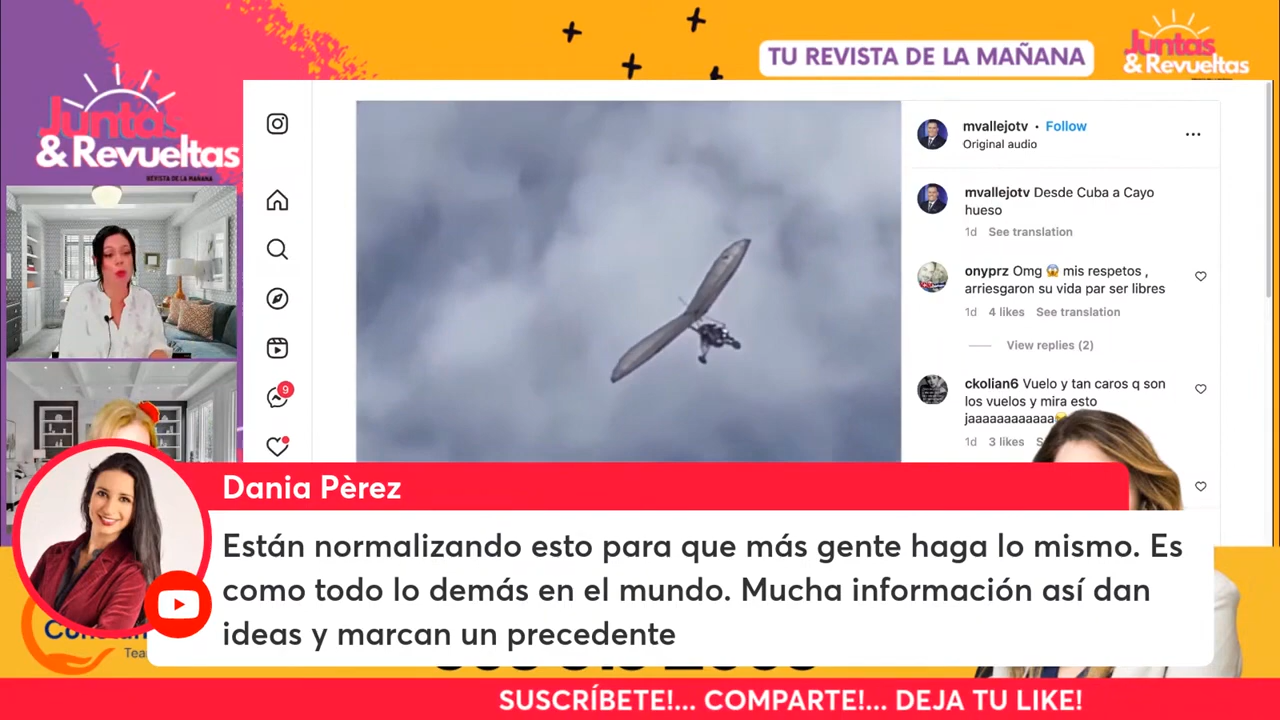 TU REVISTA DE LA MAÑANA
Juntas
& Revueltas
Juntas
& Revueltas
REVISTA DE LA MAÑANA
mvallejotv • Follow
Original audio
mvallejotv Desde Cuba a Cayo
hueso
1d See translation
onyprz Omg 😱 mis respetos ,
arriesgaron su vida par ser libres
1d 4 likes See translation
View replies (2)
ckolian6 Vuelo y tan caros q son
los vuelos y mira esto
jaaaaaaaaaaaa
1d 3 likes S
9
Dania Pèrez
Están normalizando esto para que más gente haga lo mismo. Es
como todo lo demás en el mundo. Mucha información así dan
ideas y marcan un precedente
SUSCRÍBETE!... COMPARTE!... DEJA TU LIKE!